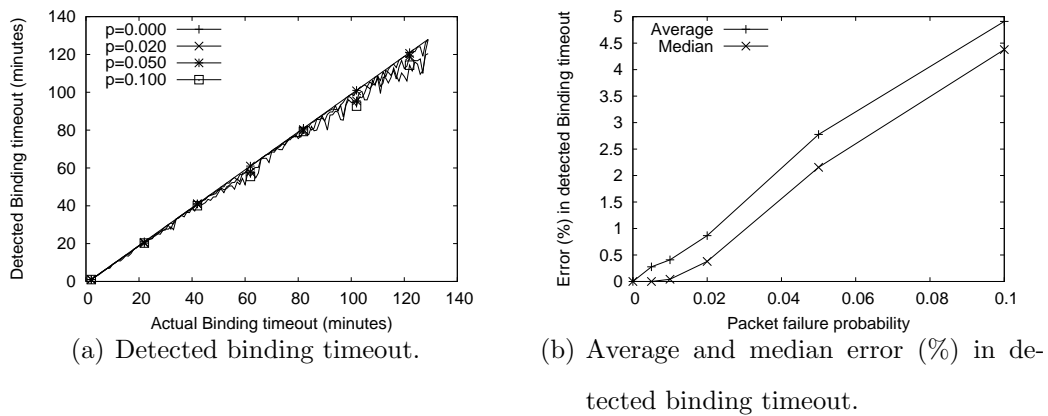 Detected Binding timeout (minutes)
140
120
100
80
60
40
20
0
p=0.000
p=0.020
p=0.050
p=0.100
0 20 40 60 80 100 120 140
Actual Binding timeout (minutes)
(a) Detected binding timeout.
Error (%) in detected Binding timeout
5
4.5
4
3.5
3
2.5
2
1.5
1
0.5
0
Average
Median
0 0.02 0.04 0.06 0.08 0.1
Packet failure probability
(b) Average and median error (%) in de-
tected binding timeout.